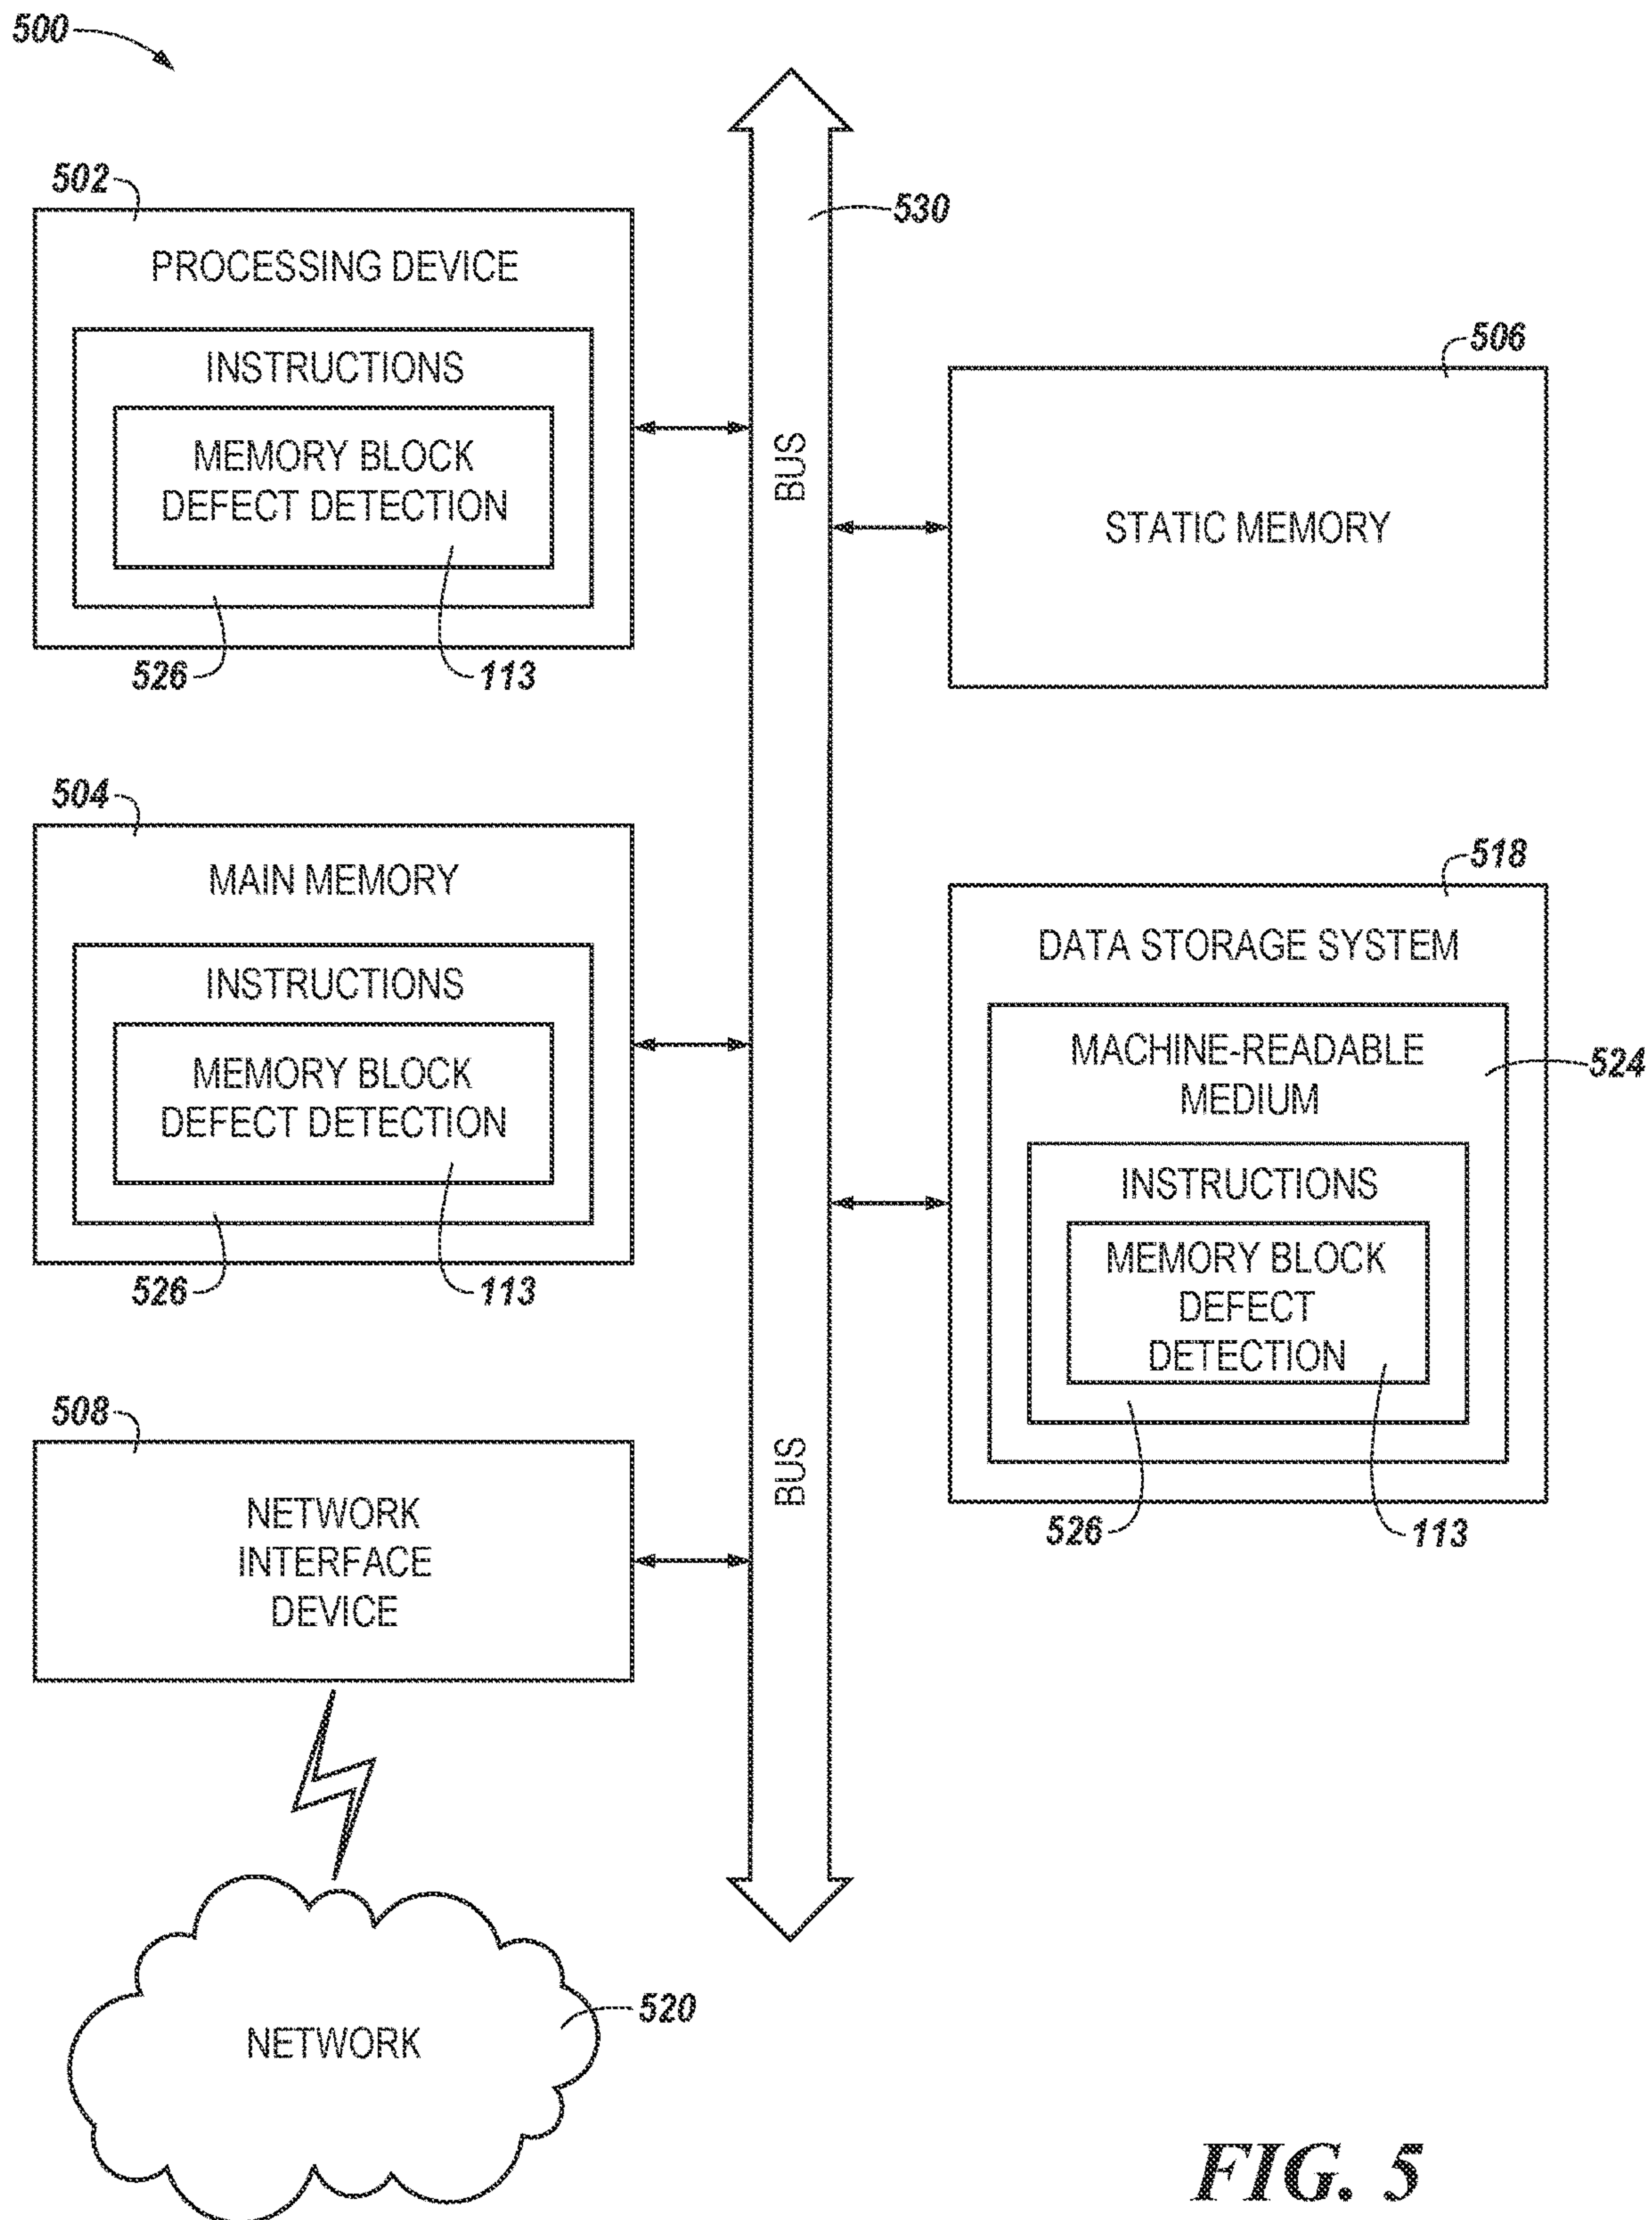 500
502
PROCESSING DEVICE
INSTRUCTIONS
MEMORY BLOCK
DEFECT DETECTION
526
113
504
MAIN MEMORY
INSTRUCTIONS
MEMORY BLOCK
DEFECT DETECTION
526
113
508
NETWORK
INTERFACE
DEVICE
NETWORK
520
BUS
BUS
530
506
STATIC MEMORY
518
DATA STORAGE SYSTEM
MACHINE-READABLE
MEDIUM
524
INSTRUCTIONS
MEMORY BLOCK
DEFECT
DETECTION
526
113
FIG. 5